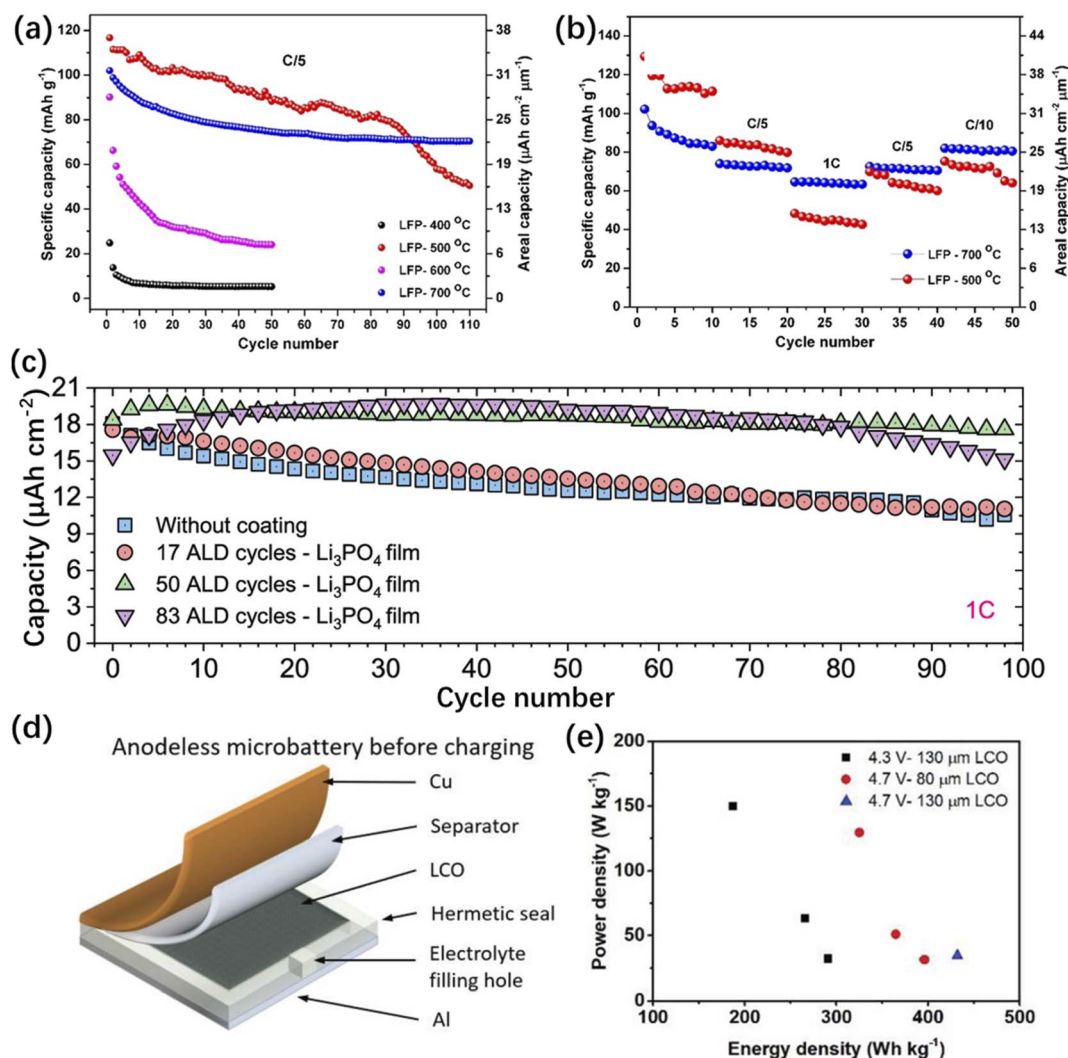 (a)
120
100
80
60
40
20
0
Specific capacity (mAh g⁻¹)
C/5
38
31
24
18
12
6
0
Areal capacity (µAh cm⁻² µm⁻¹)
LFP- 400 °C
LFP- 500 °C
LFP- 600 °C
LFP- 700 °C
0 10 20 30 40 50 60 70 80 90 100 110
Cycle number
(b)
140
120
100
80
60
40
20
0
Specific capacity (mAh g⁻¹)
C/5
1C
C/5
C/10
44
38
31
25
19
14
6
0
Areal capacity (µAh cm⁻² µm⁻¹)
LFP - 700 °C
LFP - 500 °C
0 5 10 15 20 25 30 35 40 45 50
Cycle number
(c)
21
18
15
12
9
6
3
0
Capacity (µAh cm⁻²)
Without coating
17 ALD cycles - Li₃PO₄ film
50 ALD cycles - Li₃PO₄ film
83 ALD cycles - Li₃PO₄ film
1C
0 10 20 30 40 50 60 70 80 90 100
Cycle number
(d)
Anodeless microbattery before charging
Cu
Separator
LCO
Hermetic seal
Electrolyte
filling hole
Al
(e)
200
150
100
50
0
Power density (W kg⁻¹)
4.3 V- 130 µm LCO
4.7 V- 80 µm LCO
4.7 V- 130 µm LCO
100 200 300 400 500
Energy density (Wh kg⁻¹)